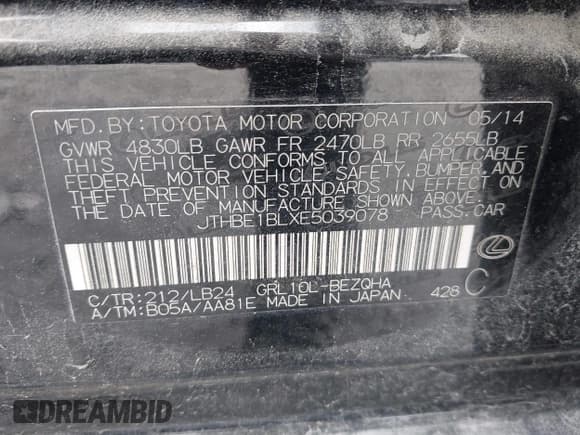 MFD. BY: TOYOTA MOTOR CORPORATION 05/14
GVWR 4830LB GAWR FR 2470LB RR 2655LB
THIS VEHICLE CONFORMS TO ALL APPLICABLE
FEDERAL MOTOR VEHICLE SAFETY, BUMPER, AND
THEFT PREVENTION STANDARDS IN EFFECT ON
THE DATE OF MANUFACTURE SHOWN ABOVE.
JTHBE1BLXE5039078 PASS. CAR
C/TR: 212/LB24 GRL10L-BEZQHA
A/TM: B05A/AA81E MADE IN JAPAN 428 C
DREAMBID